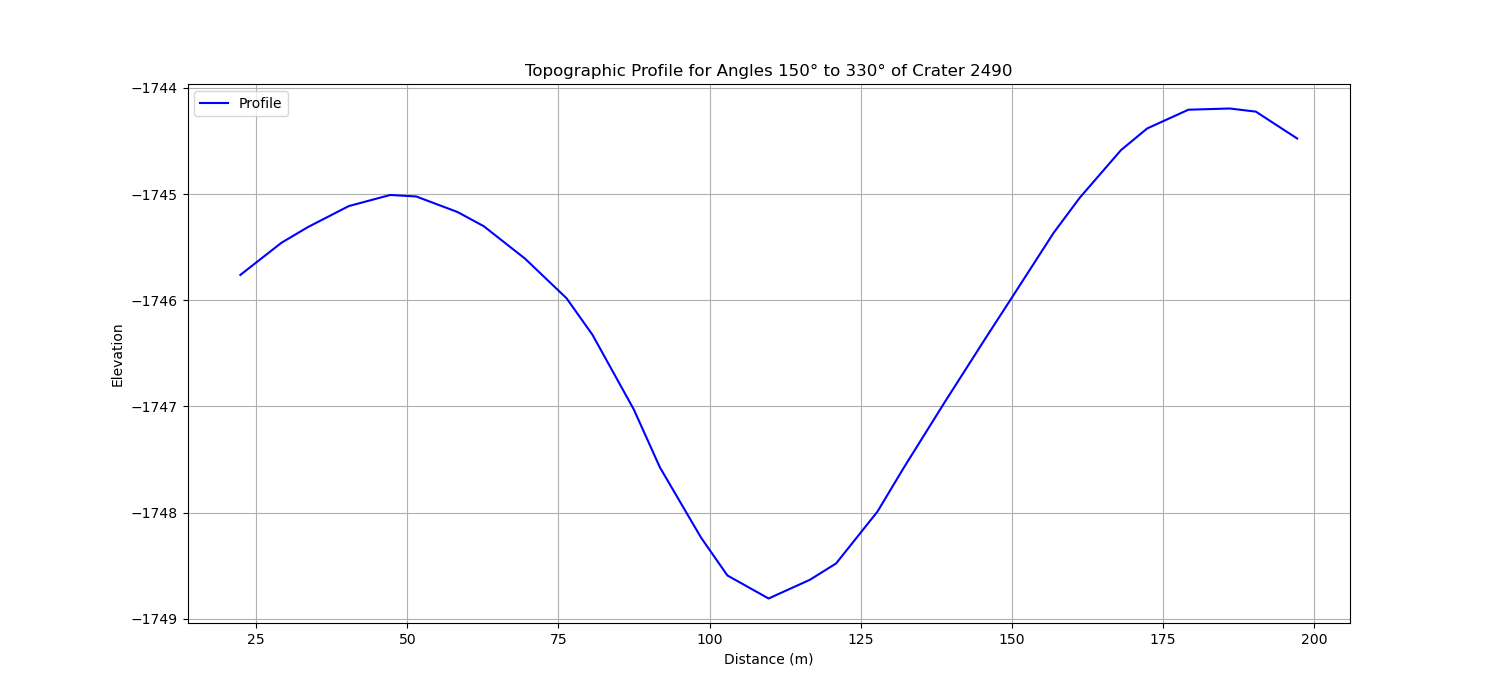 Topographic Profile for Angles 150° to 330° of Crater 2490
Profile
Elevation
−1744
−1745
−1746
−1747
−1748
−1749
25 50 75 100 125 150 175 200
Distance (m)